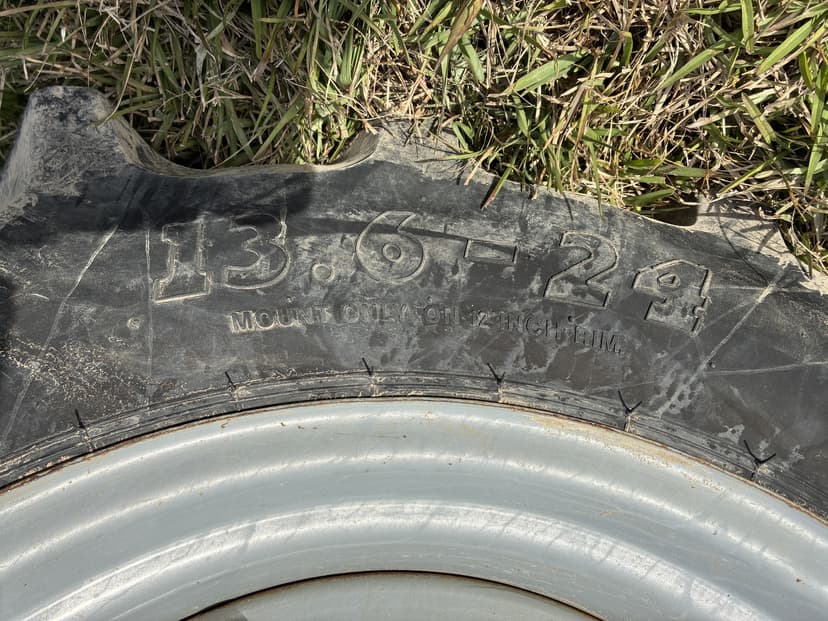 13.6-24
MOUNT ONLY ON 12 INCH RIM.